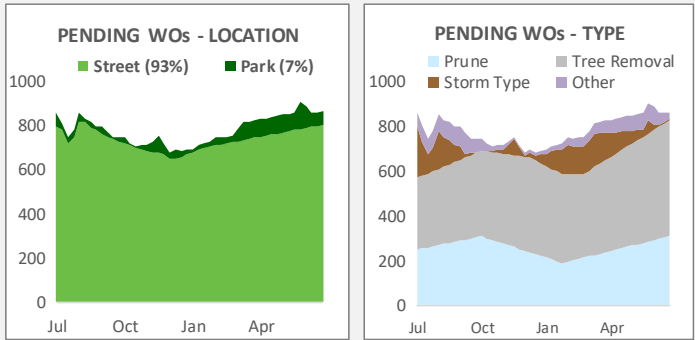 PENDING WOs - LOCATION
Street (93%) Park (7%)
1000
800
600
400
200
0
Jul Oct Jan Apr
PENDING WOs - TYPE
Prune Tree Removal
Storm Type Other
1000
800
600
400
200
0
Jul Oct Jan Apr